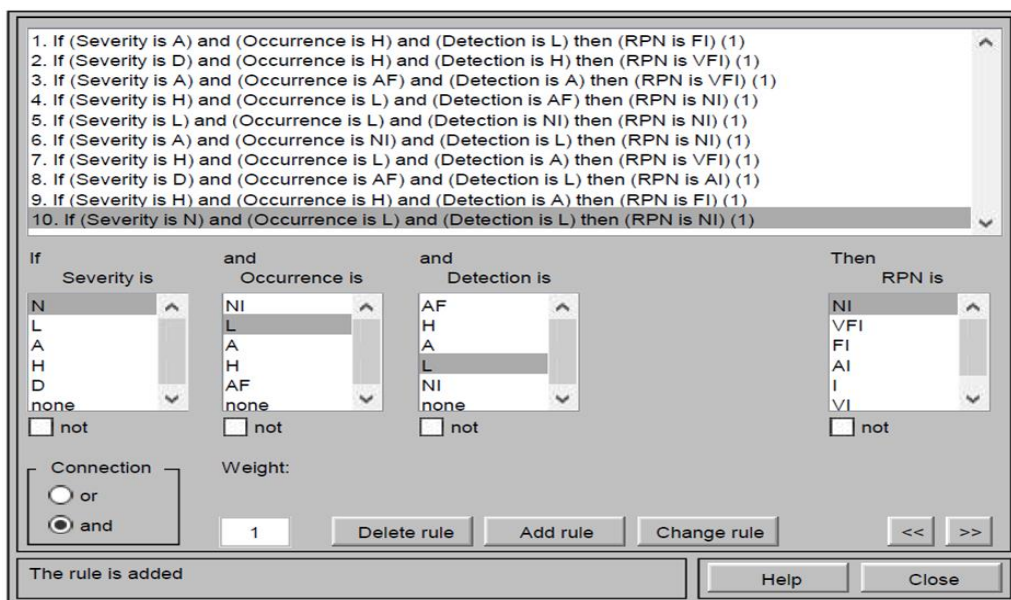 1. If (Severity is A) and (Occurrence is H) and (Detection is L) then (RPN is FI) (1)
2. If (Severity is D) and (Occurrence is H) and (Detection is H) then (RPN is VFI) (1)
3. If (Severity is A) and (Occurrence is AF) and (Detection is A) then (RPN is VFI) (1)
4. If (Severity is H) and (Occurrence is L) and (Detection is AF) then (RPN is NI) (1)
5. If (Severity is L) and (Occurrence is L) and (Detection is NI) then (RPN is NI) (1)
6. If (Severity is A) and (Occurrence is NI) and (Detection is L) then (RPN is NI) (1)
7. If (Severity is H) and (Occurrence is L) and (Detection is A) then (RPN is VFI) (1)
8. If (Severity is D) and (Occurrence is AF) and (Detection is L) then (RPN is AI) (1)
9. If (Severity is H) and (Occurrence is H) and (Detection is A) then (RPN is FI) (1)
10. If (Severity is N) and (Occurrence is L) and (Detection is L) then (RPN is NI) (1)
If
Severity is
N
L
A
H
D
none
not
and
Occurrence is
NI
L
A
H
AF
none
not
and
Detection is
AF
H
A
L
NI
none
not
Then
RPN is
NI
VFI
FI
AI
I
VI
not
Connection
or
and
Weight:
1
Delete rule
Add rule
Change rule
<<
>>
The rule is added
Help
Close